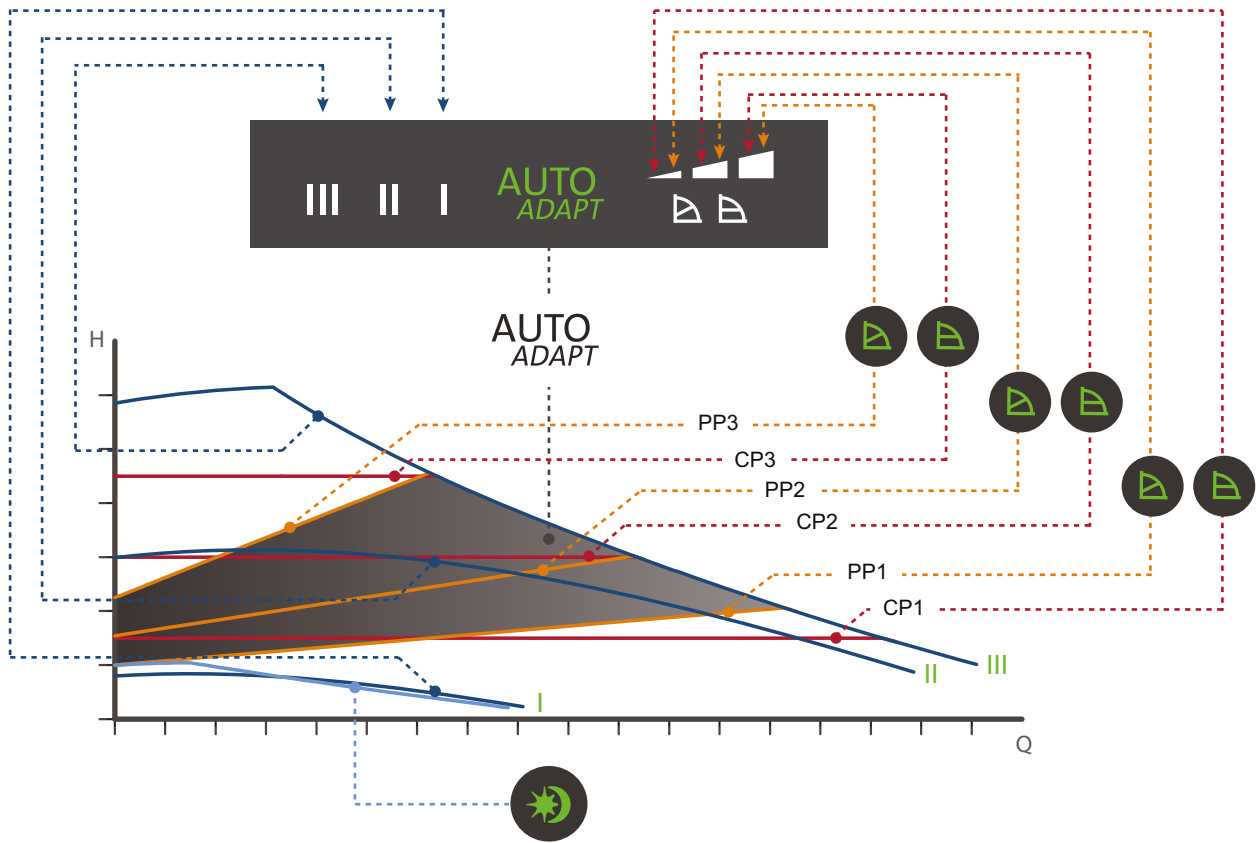 III II I AUTO
ADAPT
AUTO
ADAPT
H
PP3
CP3
PP2
CP2
PP1
CP1
III
II
I
Q